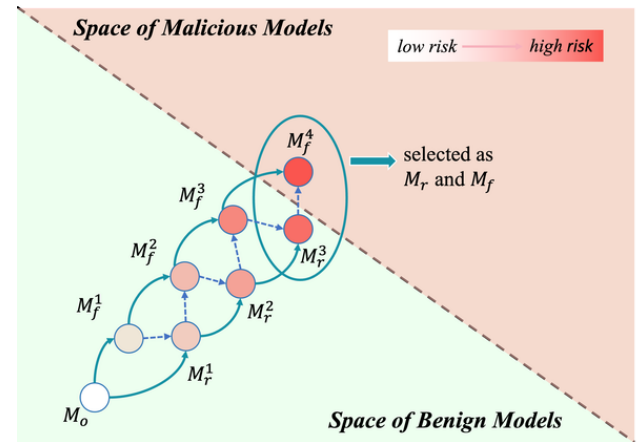 Space of Malicious Models
low risk
high risk
M_f^4
selected as
M_r and M_f
M_f^3
M_f^2
M_r^3
M_r^2
M_f^1
M_r^1
M_o
Space of Benign Models